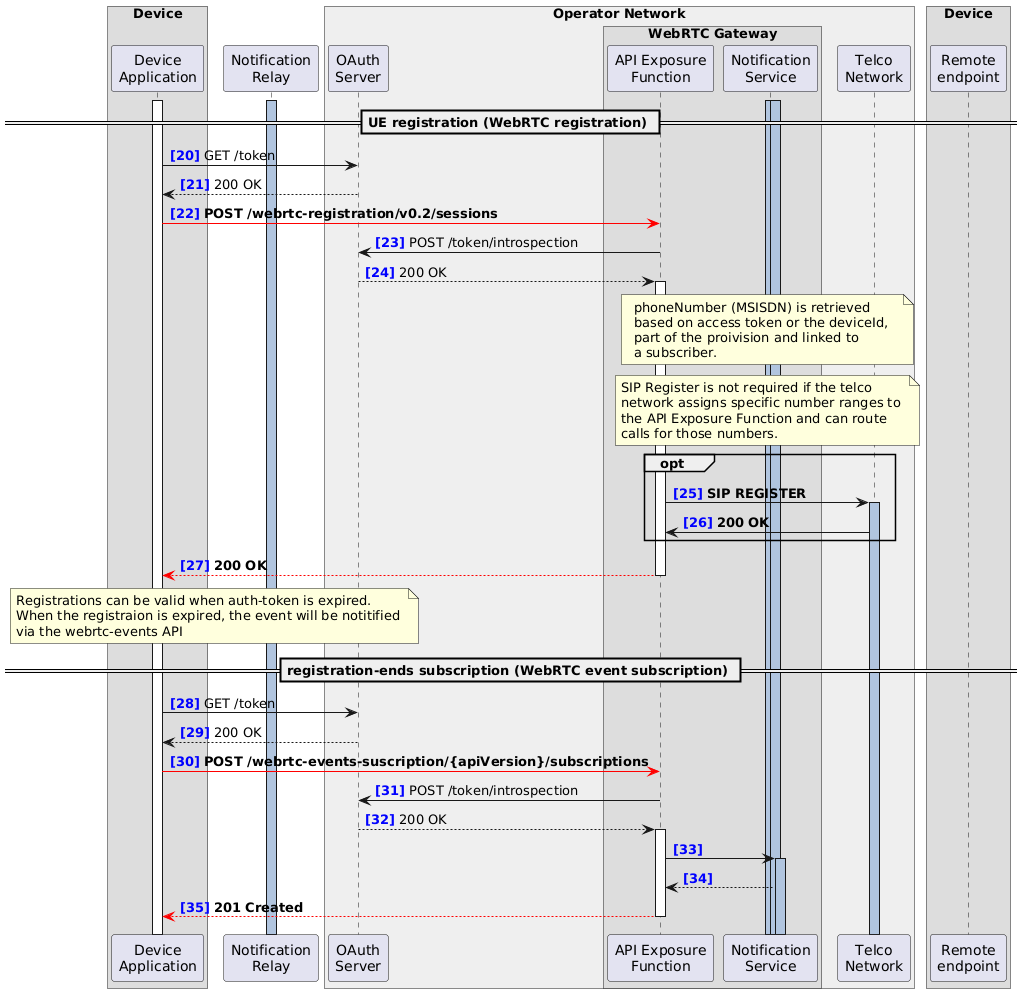 Device
Operator Network
Device
WebRTC Gateway
Device
Application
Notification
Relay
OAuth
Server
API Exposure
Function
Notification
Service
Telco
Network
Remote
endpoint
UE registration (WebRTC registration)
[20] GET /token
[21] 200 OK
[22] POST /webrtc-registration/v0.2/sessions
[23] POST /token/introspection
[24] 200 OK
phoneNumber (MSISDN) is retrieved
based on access token or the deviceId,
part of the proivision and linked to
a subscriber.
SIP Register is not required if the telco
network assigns specific number ranges to
the API Exposure Function and can route
calls for those numbers.
opt
[25] SIP REGISTER
[26] 200 OK
[27] 200 OK
Registrations can be valid when auth-token is expired.
When the registraion is expired, the event will be notitified
via the webrtc-events API
registration-ends subscription (WebRTC event subscription)
[28] GET /token
[29] 200 OK
[30] POST /webrtc-events-suscription/{apiVersion}/subscriptions
[31] POST /token/introspection
[32] 200 OK
[33]
[34]
[35] 201 Created
Device
Application
Notification
Relay
OAuth
Server
API Exposure
Function
Notification
Service
Telco
Network
Remote
endpoint